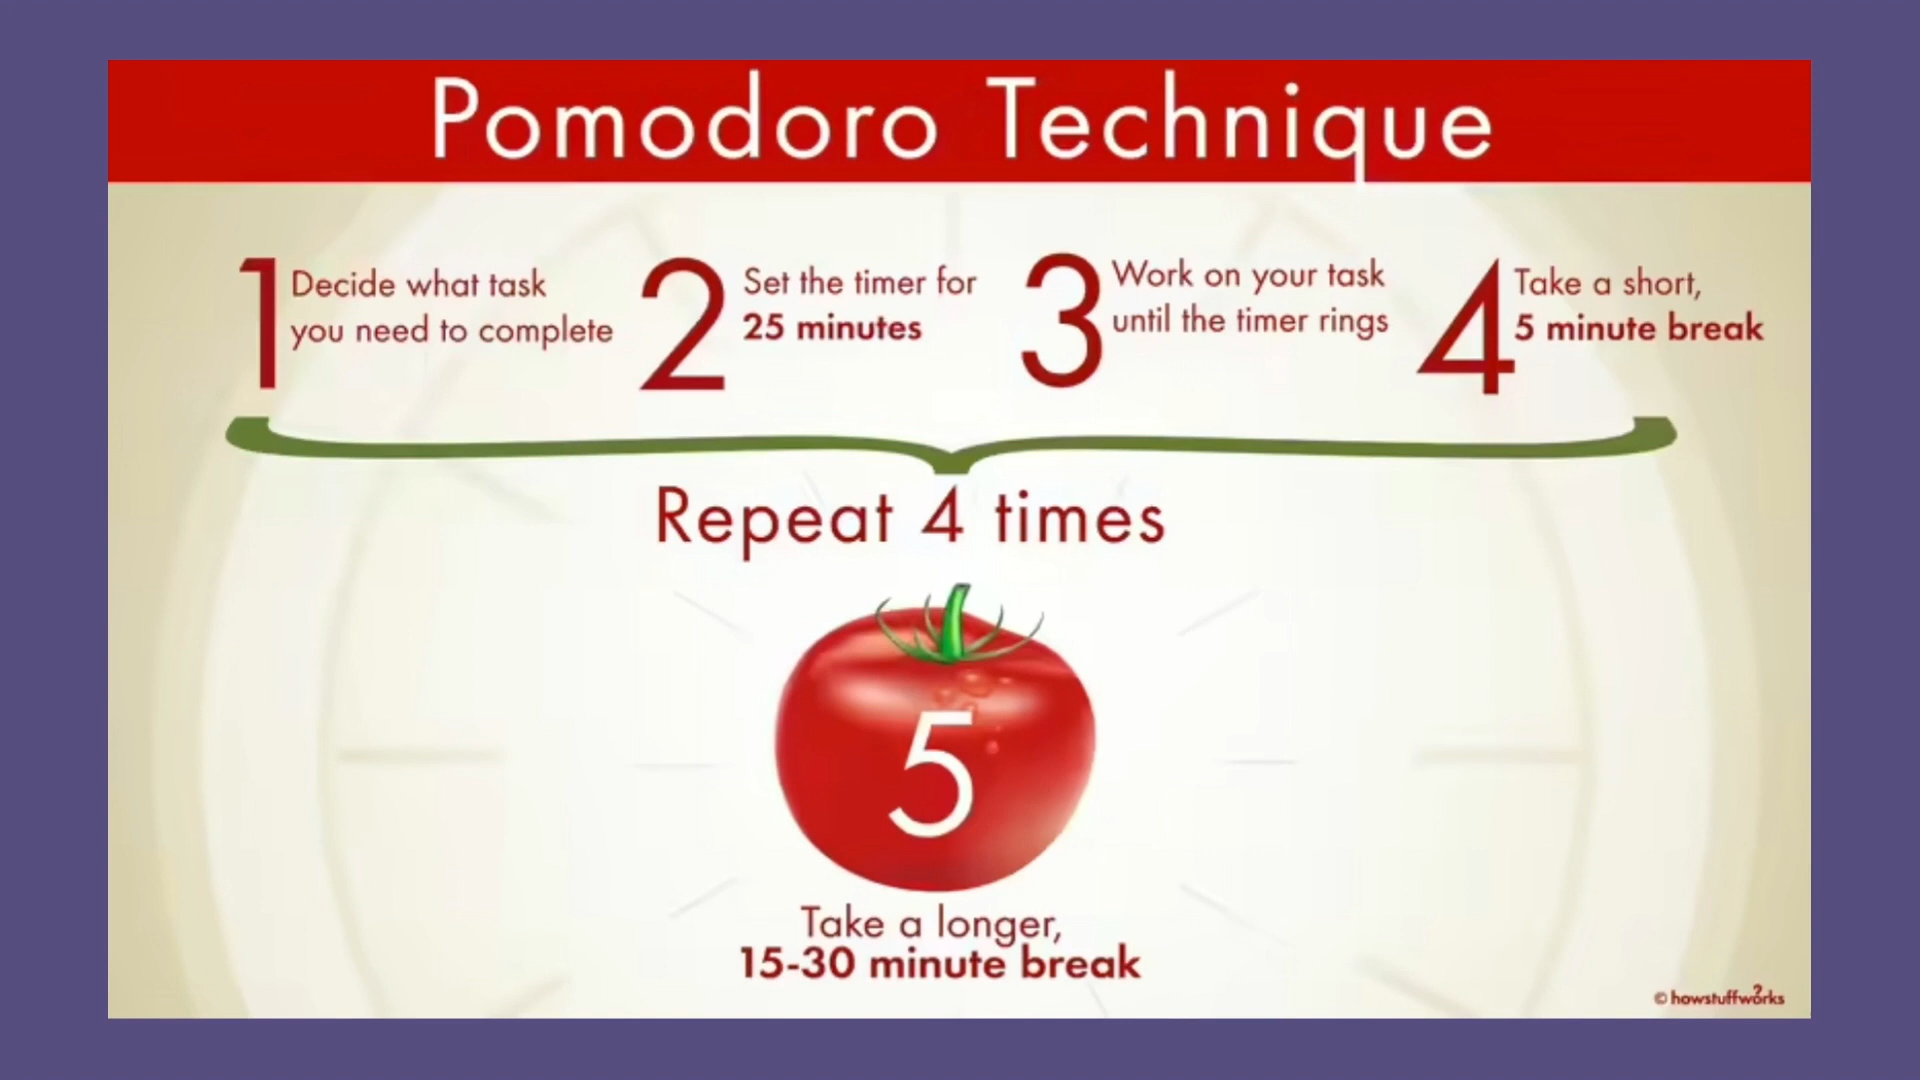 Pomodoro Technique
1
Decide what task
you need to complete
2
Set the timer for
25 minutes
3
Work on your task
until the timer rings
4
Take a short,
5 minute break
Repeat 4 times
5
Take a longer,
15-30 minute break
© howstuffworks